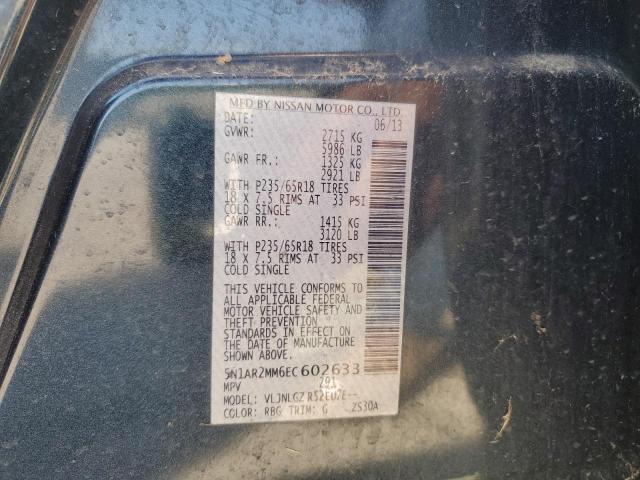 MFD BY NISSAN MOTOR CO., LTD.
DATE: 06/13
GVWR: 2715 KG
5986 LB
GAWR FR.: 1325 KG
2921 LB
WITH P235/65R18 TIRES
18 X 7.5 RIMS AT 33 PSI
COLD SINGLE
GAWR RR.: 1415 KG
3120 LB
WITH P235/65R18 TIRES
18 X 7.5 RIMS AT 33 PSI
COLD SINGLE
THIS VEHICLE CONFORMS TO
ALL APPLICABLE FEDERAL
MOTOR VEHICLE SAFETY AND
THEFT PREVENTION
STANDARDS IN EFFECT ON
THE DATE OF MANUFACTURE
SHOWN ABOVE.
5N1AR2MM6EC602633
MPV 291
MODEL:
COLOR: RBG TRIM: G ZS30A